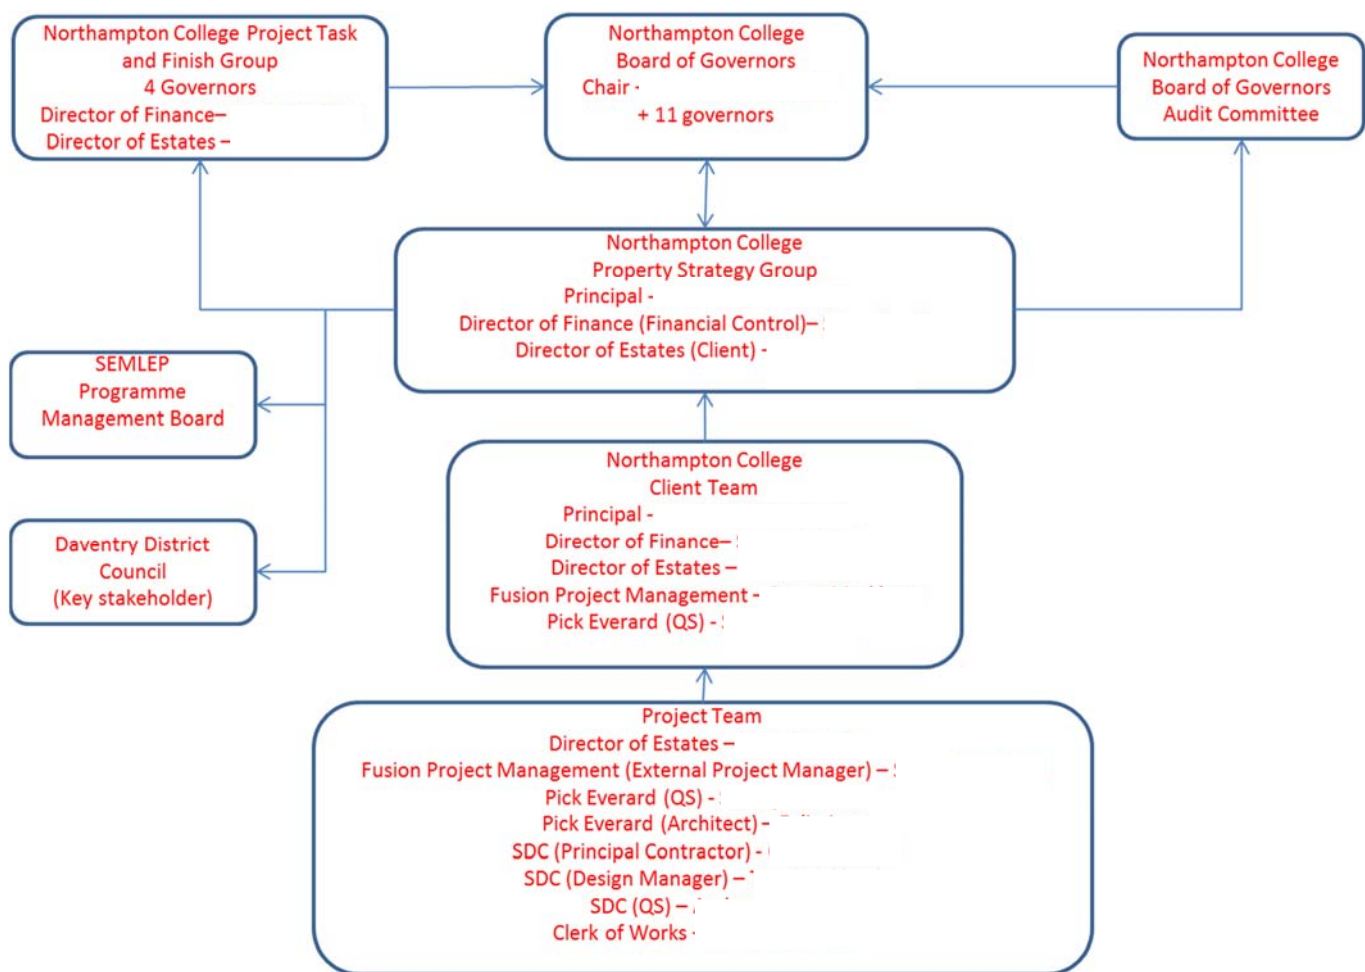 Northampton College Project Task
and Finish Group
4 Governors
Director of Finance–
Director of Estates –
Northampton College
Board of Governors
Chair -
+ 11 governors
Northampton College
Board of Governors
Audit Committee
Northampton College
Property Strategy Group
Principal -
Director of Finance (Financial Control)–
Director of Estates (Client) -
SEMLEP
Programme
Management Board
Daventry District
Council
(Key stakeholder)
Northampton College
Client Team
Principal -
Director of Finance–
Director of Estates –
Fusion Project Management -
Pick Everard (QS) -
Project Team
Director of Estates –
Fusion Project Management (External Project Manager) –
Pick Everard (QS) -
Pick Everard (Architect) –
SDC (Principal Contractor) -
SDC (Design Manager) –
SDC (QS) –
Clerk of Works -